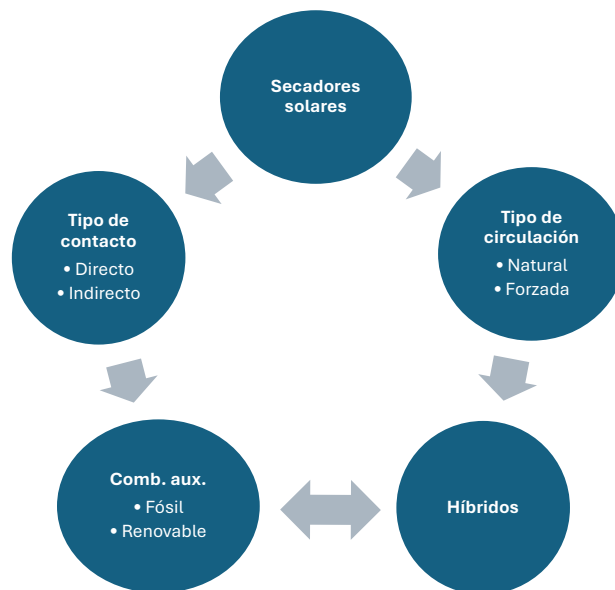 Secadores
solares
Tipo de
contacto
• Directo
• Indirecto
Tipo de
circulación
• Natural
• Forzada
Comb. aux.
• Fósil
• Renovable
Híbridos